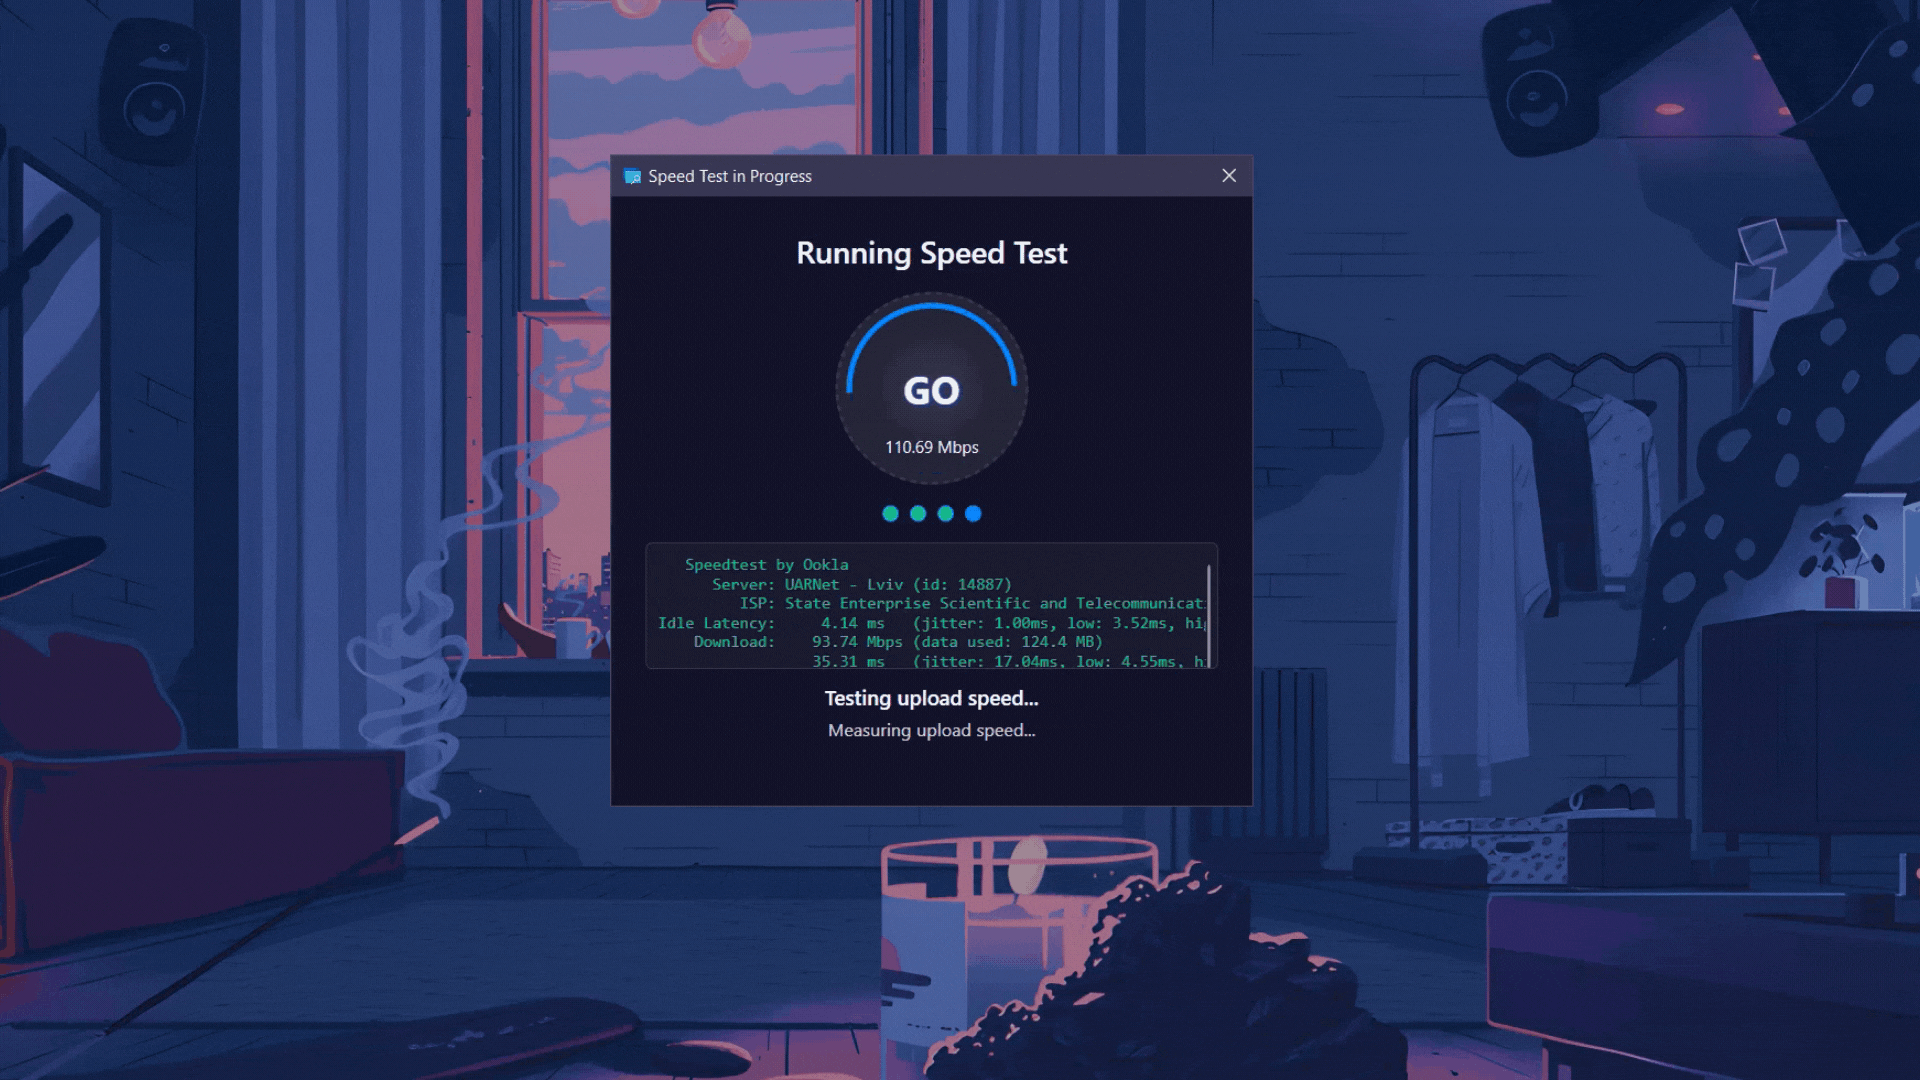 Speed Test in Progress
Running Speed Test
GO
110.69 Mbps
Speedtest by Ookla
Server: UARNet - Lviv (id: 14887)
ISP: State Enterprise Scientific and Telecommunicat
Idle Latency: 4.14 ms (jitter: 1.00ms, low: 3.52ms, hi
Download: 93.74 Mbps (data used: 124.4 MB)
35.31 ms (jitter: 17.04ms, low: 4.55ms, h
Testing upload speed...
Measuring upload speed...